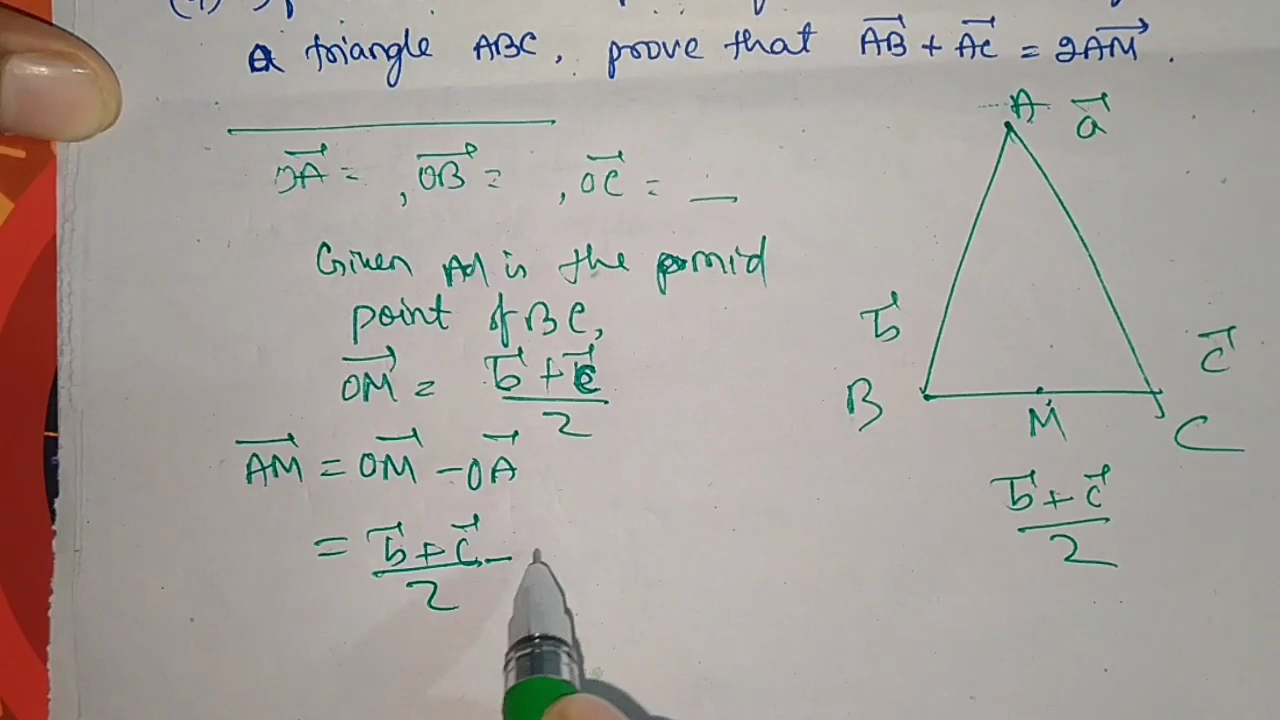 a triangle ABC, prove that AB⃗ + AC⃗ = 2AM⃗.
OA⃗ = , OB⃗ = , OC⃗ = _
Given M is the mid
point of BC,
OM⃗ = (b⃗ + c⃗)/2
AM⃗ = OM⃗ - OA⃗
= (b⃗ + c⃗)/2 -
A a⃗
b⃗
c⃗
B
M
C
(b⃗ + c⃗)/2